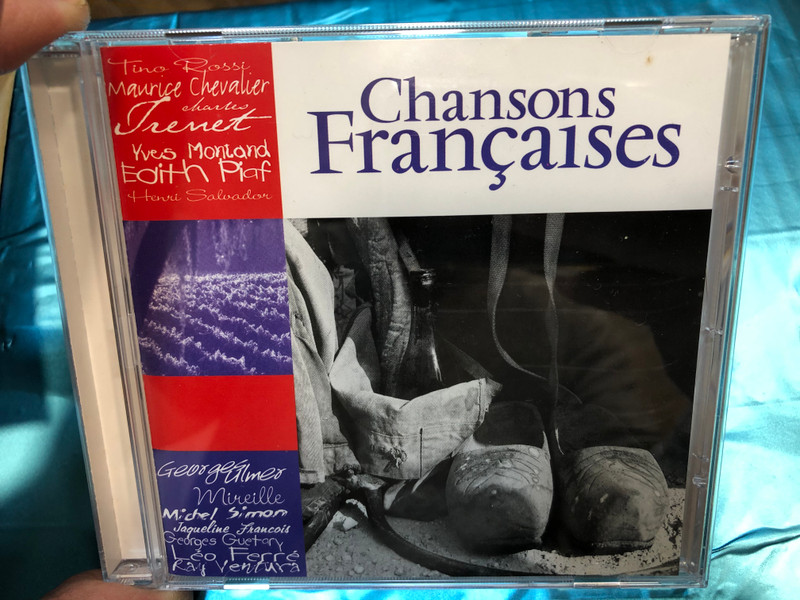 Tino Rossi
Maurice Chevalier
charles
Trenet
Yves Montand
Edith Piaf
Henri Salvador
Chansons
Françaises
Georges Ulmer
Mireille
Michel Simon
Jaqueline Francois
Georges Guetary
Léo Ferré
Ray Ventura